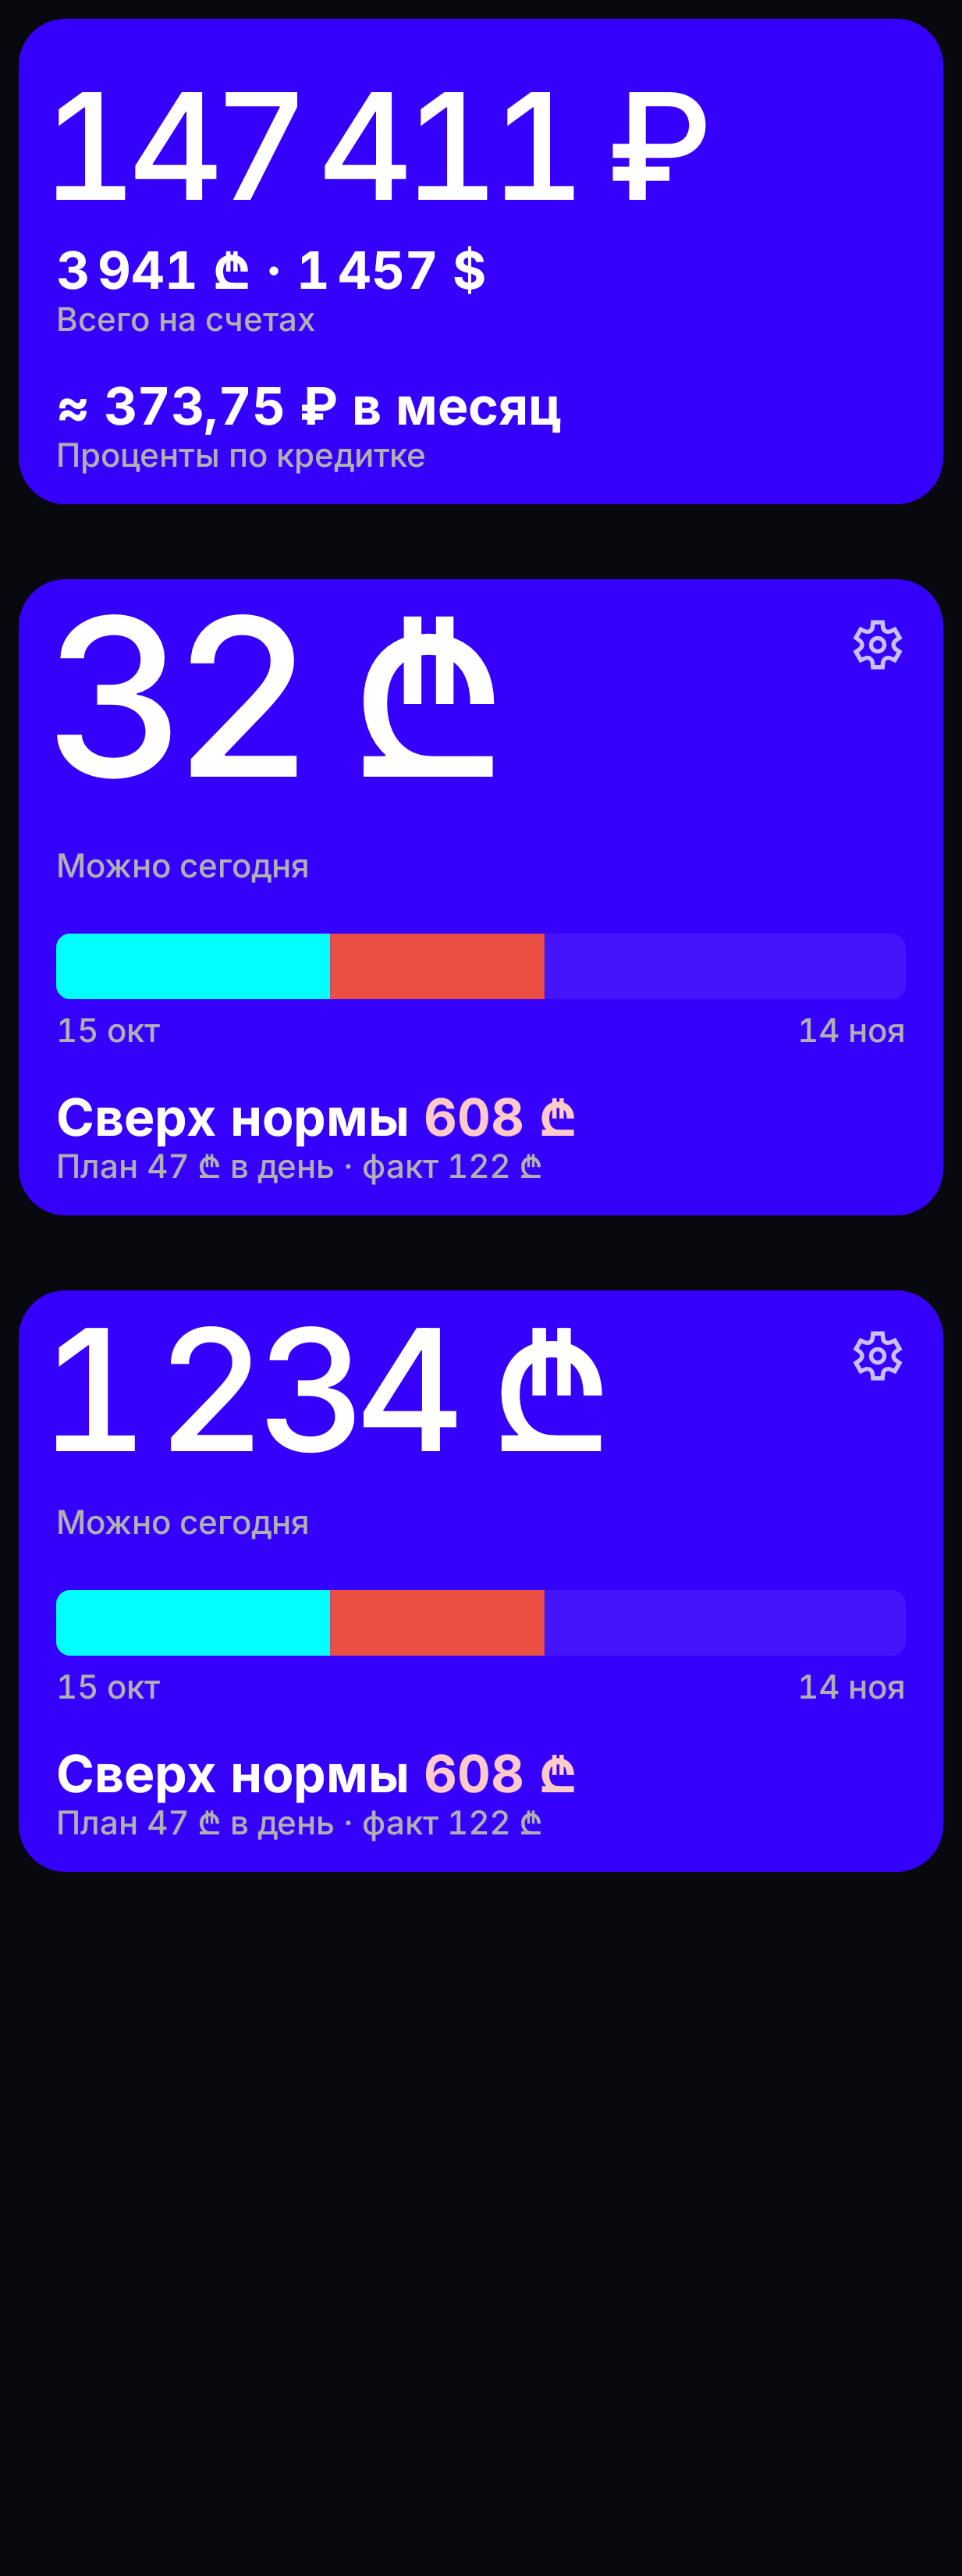 147 411 ₽
3 941 ₾ · 1 457 $
Всего на счетах
≈ 373,75 ₽ в месяц
Проценты по кредитке
32 ₾
Можно сегодня
15 окт 14 ноя
Сверх нормы 608 ₾
План 47 ₾ в день · факт 122 ₾
1 234 ₾
Можно сегодня
15 окт 14 ноя
Сверх нормы 608 ₾
План 47 ₾ в день · факт 122 ₾